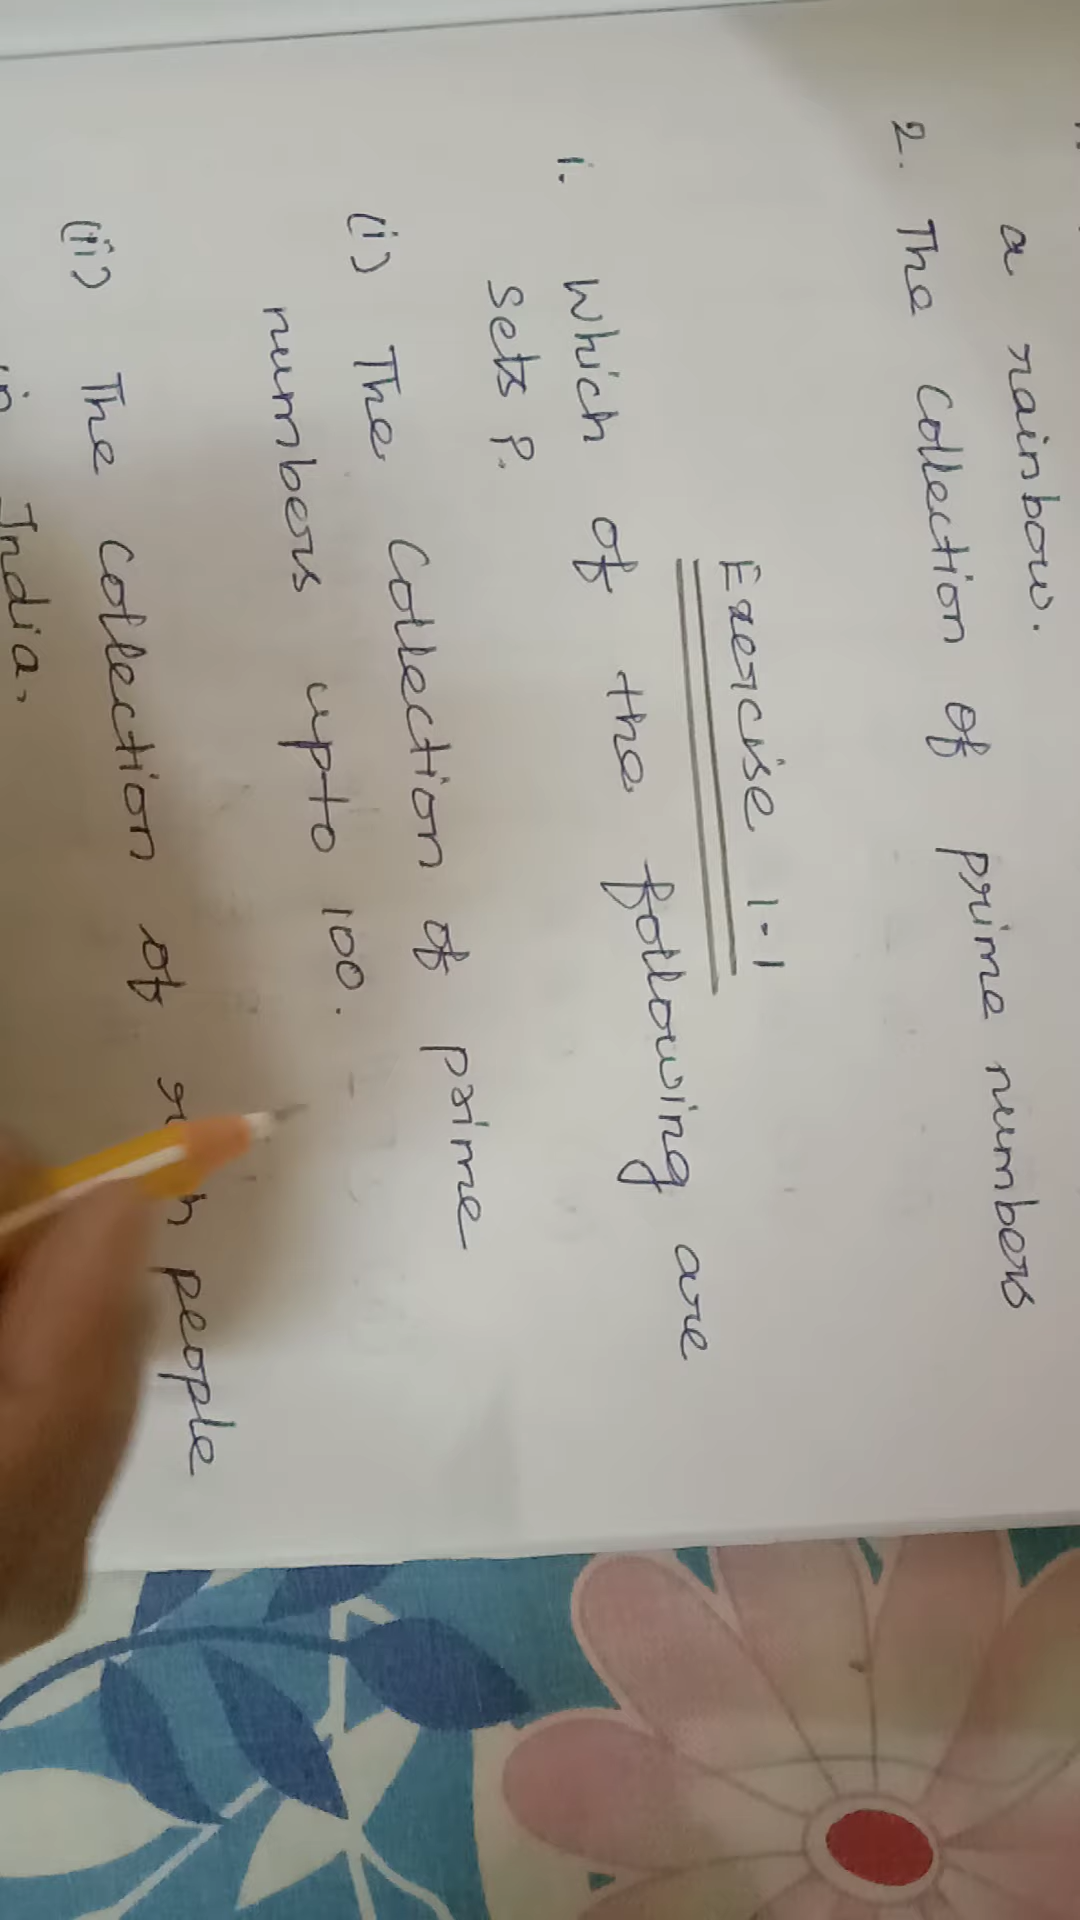 a rainbow.
2. The Collection of prime numbers
Exercise 1-1
1. Which of the following are
sets?
(i) The Collection of prime
numbers upto 100.
(ii) The Collection of people
in India.